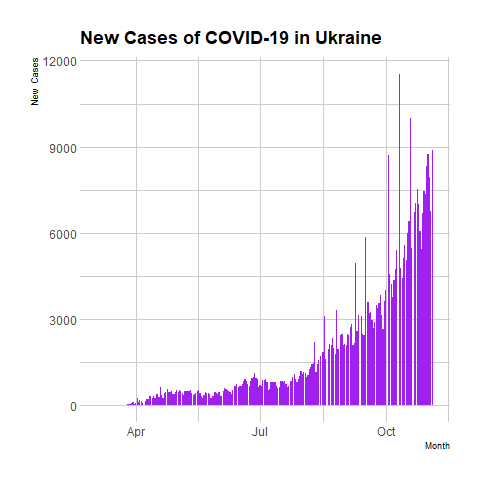 New Cases of COVID-19 in Ukraine
New Cases
12000
9000
6000
3000
0
Apr Jul Oct
Month